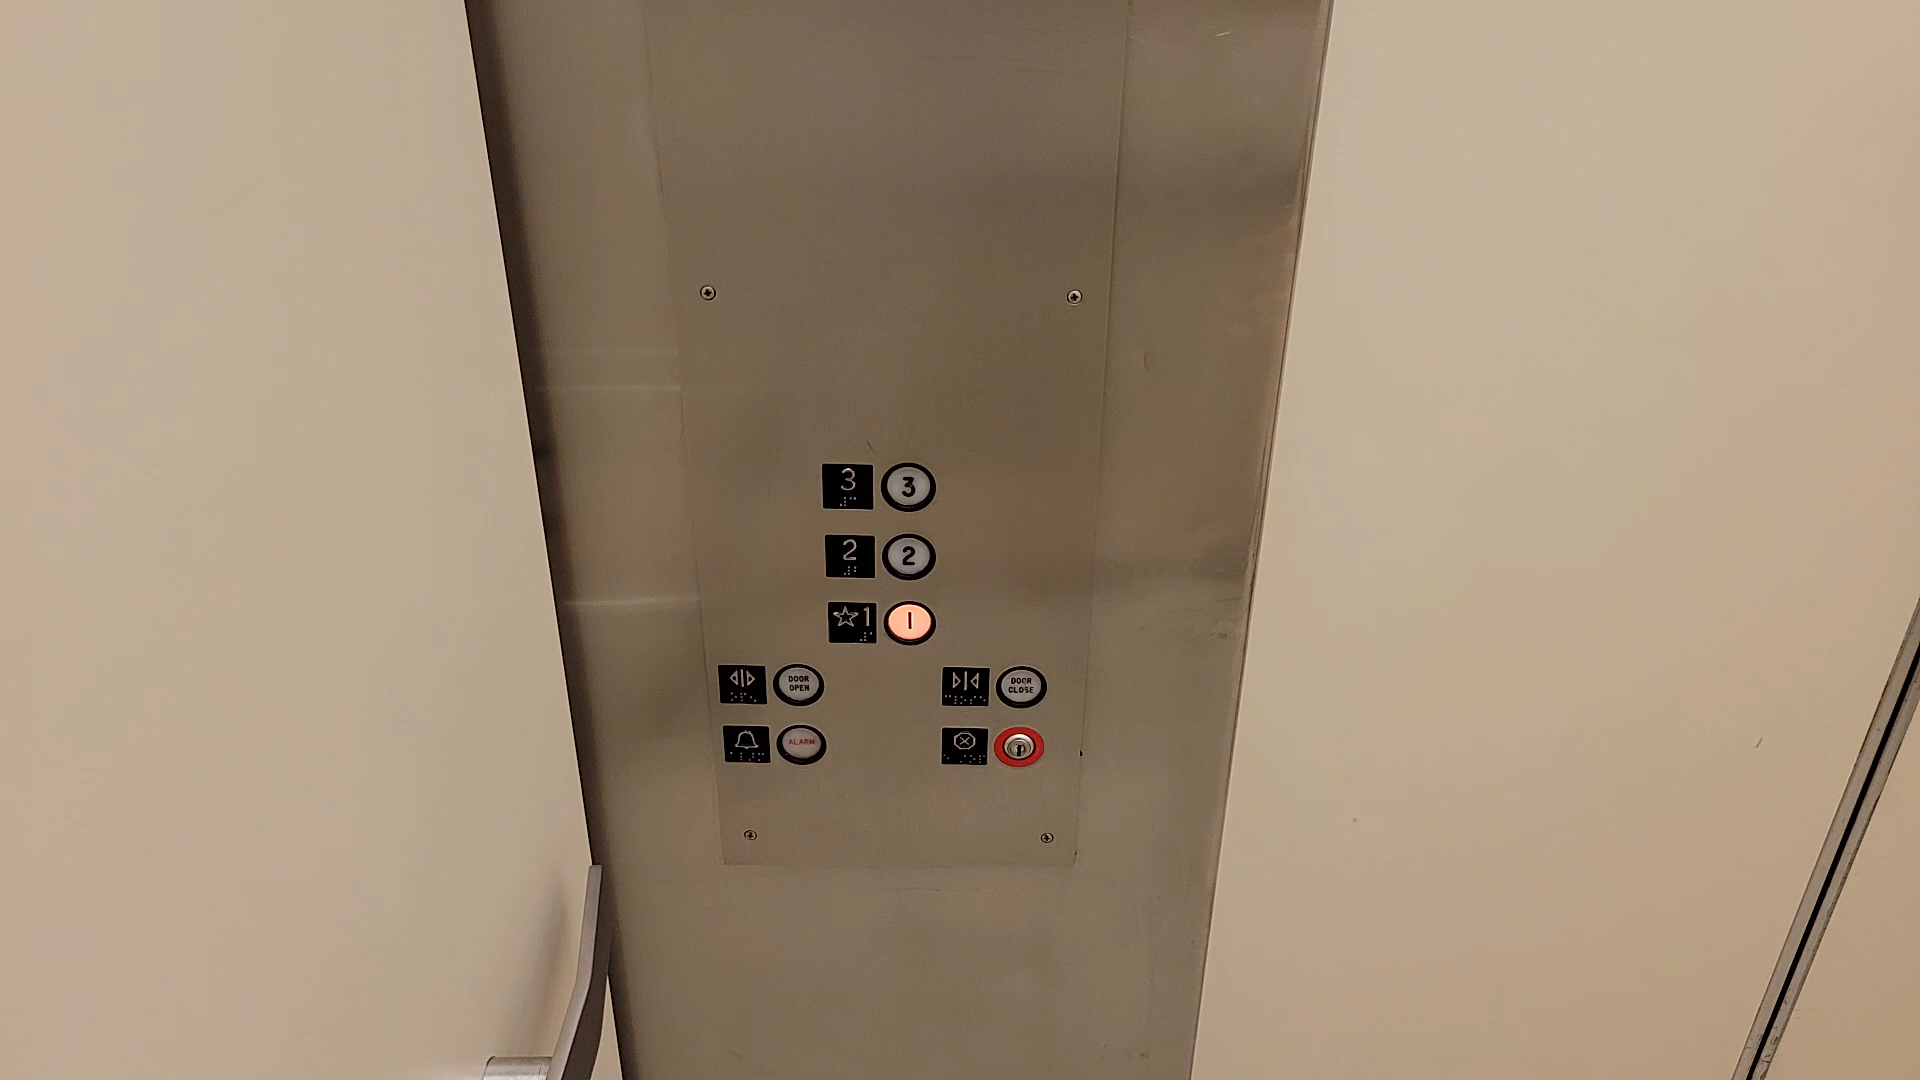 3 3
2 2
☆1 1
DOOR
OPEN
DOOR
CLOSE
ALARM